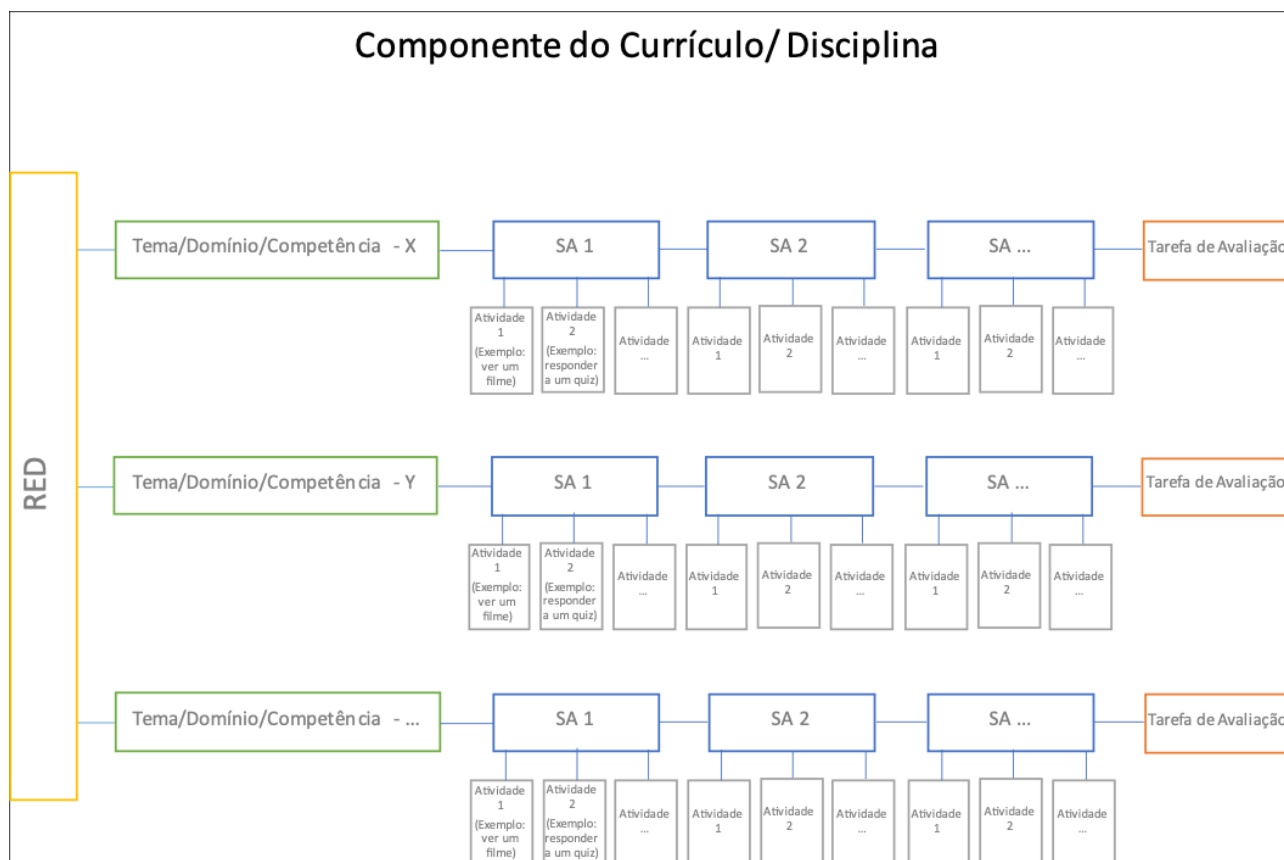 Componente do Currículo/ Disciplina
RED
Tema/Domínio/Competência - X
SA 1
SA 2
SA ...
Tarefa de Avaliação
Atividade
1
(Exemplo:
ver um
filme)
Atividade
2
(Exemplo:
responder
a um quiz)
Atividade
...
Atividade
1
Atividade
2
Atividade
...
Atividade
1
Atividade
2
Atividade
...
Tema/Domínio/Competência - Y
SA 1
SA 2
SA ...
Tarefa de Avaliação
Atividade
1
(Exemplo:
ver um
filme)
Atividade
2
(Exemplo:
responder
a um quiz)
Atividade
...
Atividade
1
Atividade
2
Atividade
...
Atividade
1
Atividade
2
Atividade
...
Tema/Domínio/Competência - ...
SA 1
SA 2
SA ...
Tarefa de Avaliação
Atividade
1
(Exemplo:
ver um
filme)
Atividade
2
(Exemplo:
responder
a um quiz)
Atividade
...
Atividade
1
Atividade
2
Atividade
...
Atividade
1
Atividade
2
Atividade
...